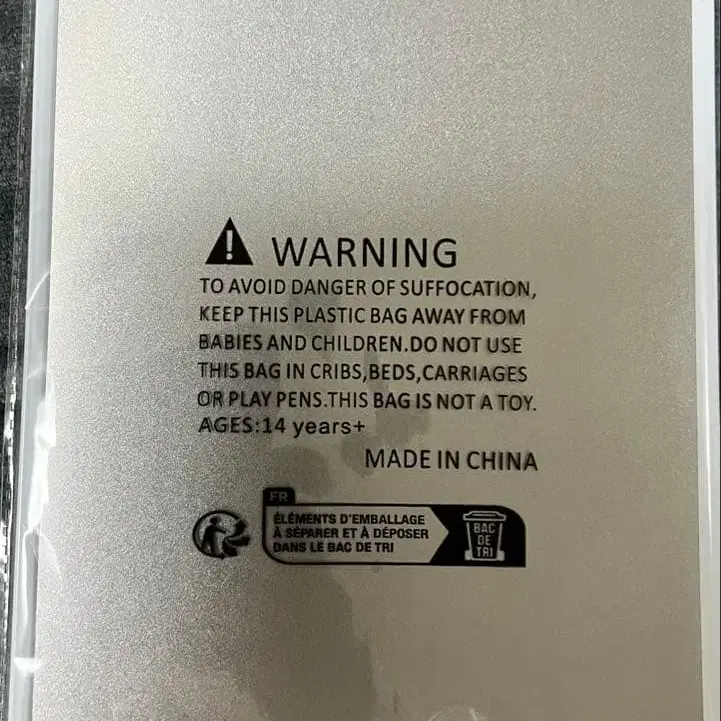 WARNING
TO AVOID DANGER OF SUFFOCATION,
KEEP THIS PLASTIC BAG AWAY FROM
BABIES AND CHILDREN.DO NOT USE
THIS BAG IN CRIBS,BEDS,CARRIAGES
OR PLAY PENS.THIS BAG IS NOT A TOY.
AGES:14 years+
MADE IN CHINA
FR
ÉLÉMENTS D'EMBALLAGE
À SÉPARER ET À DÉPOSER
DANS LE BAC DE TRI
BAC
DE
TRI